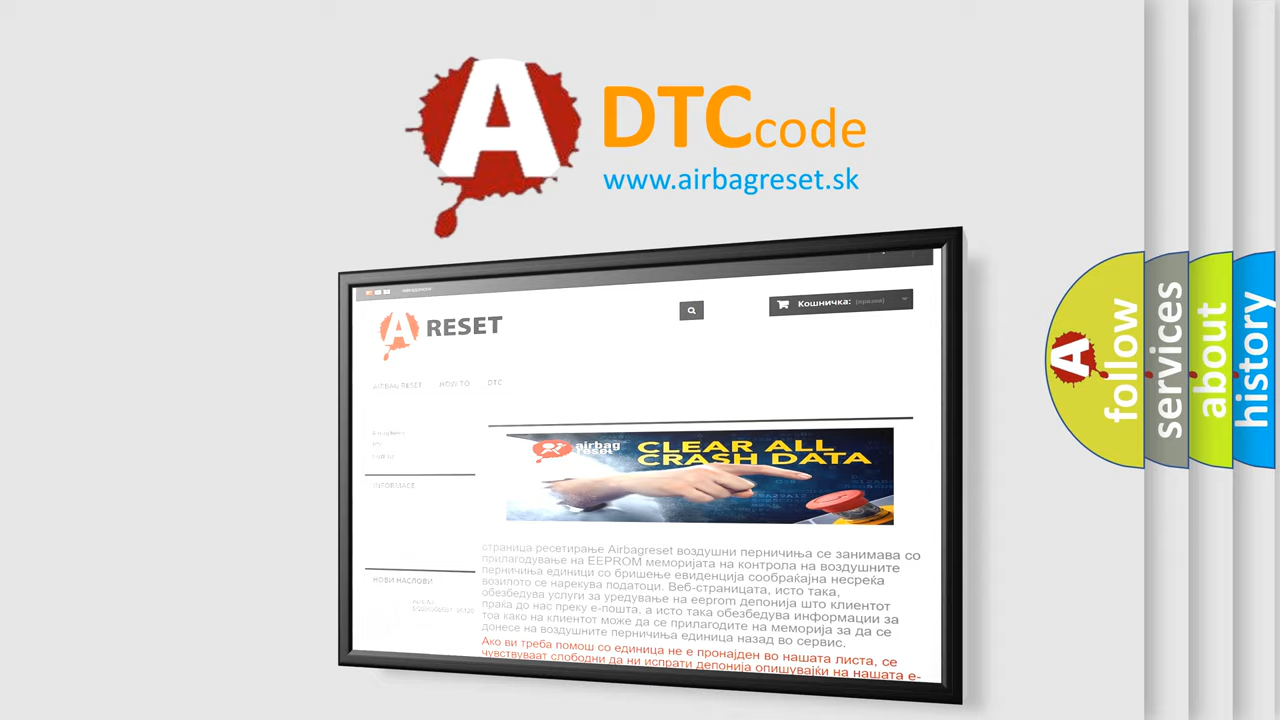 A DTC code
www.airbagreset.sk
Кошничка: (празна)
A RESET
AIRBAG RESET HOW TO DTC
airbag
reset
CLEAR ALL
CRASH DATA
INFORMACE
страница ресетирање Airbagreset воздушни перничиња се занимава со
прилагодување на EEPROM меморијата на контрола на воздушните
перничиња единици со бришење евиденција сообраќајна несреќа
возилото се нарекува податоци. Веб-страницата, исто така,
обезбедува услуги за уредување на eeprom депонија што клиентот
праќа до нас преку е-пошта, а исто така обезбедува информации за
тоа како на клиентот може да се прилагодите на меморија за да се
донесе на воздушните перничиња единица назад во сервис.
Ако ви треба помош со единица не е пронајден во нашата листа, се
чувствуваат слободни да ни испрати депонија опишувајќи на нашата е-
НОВИ НАСЛОВИ
A
follow
services
about
history